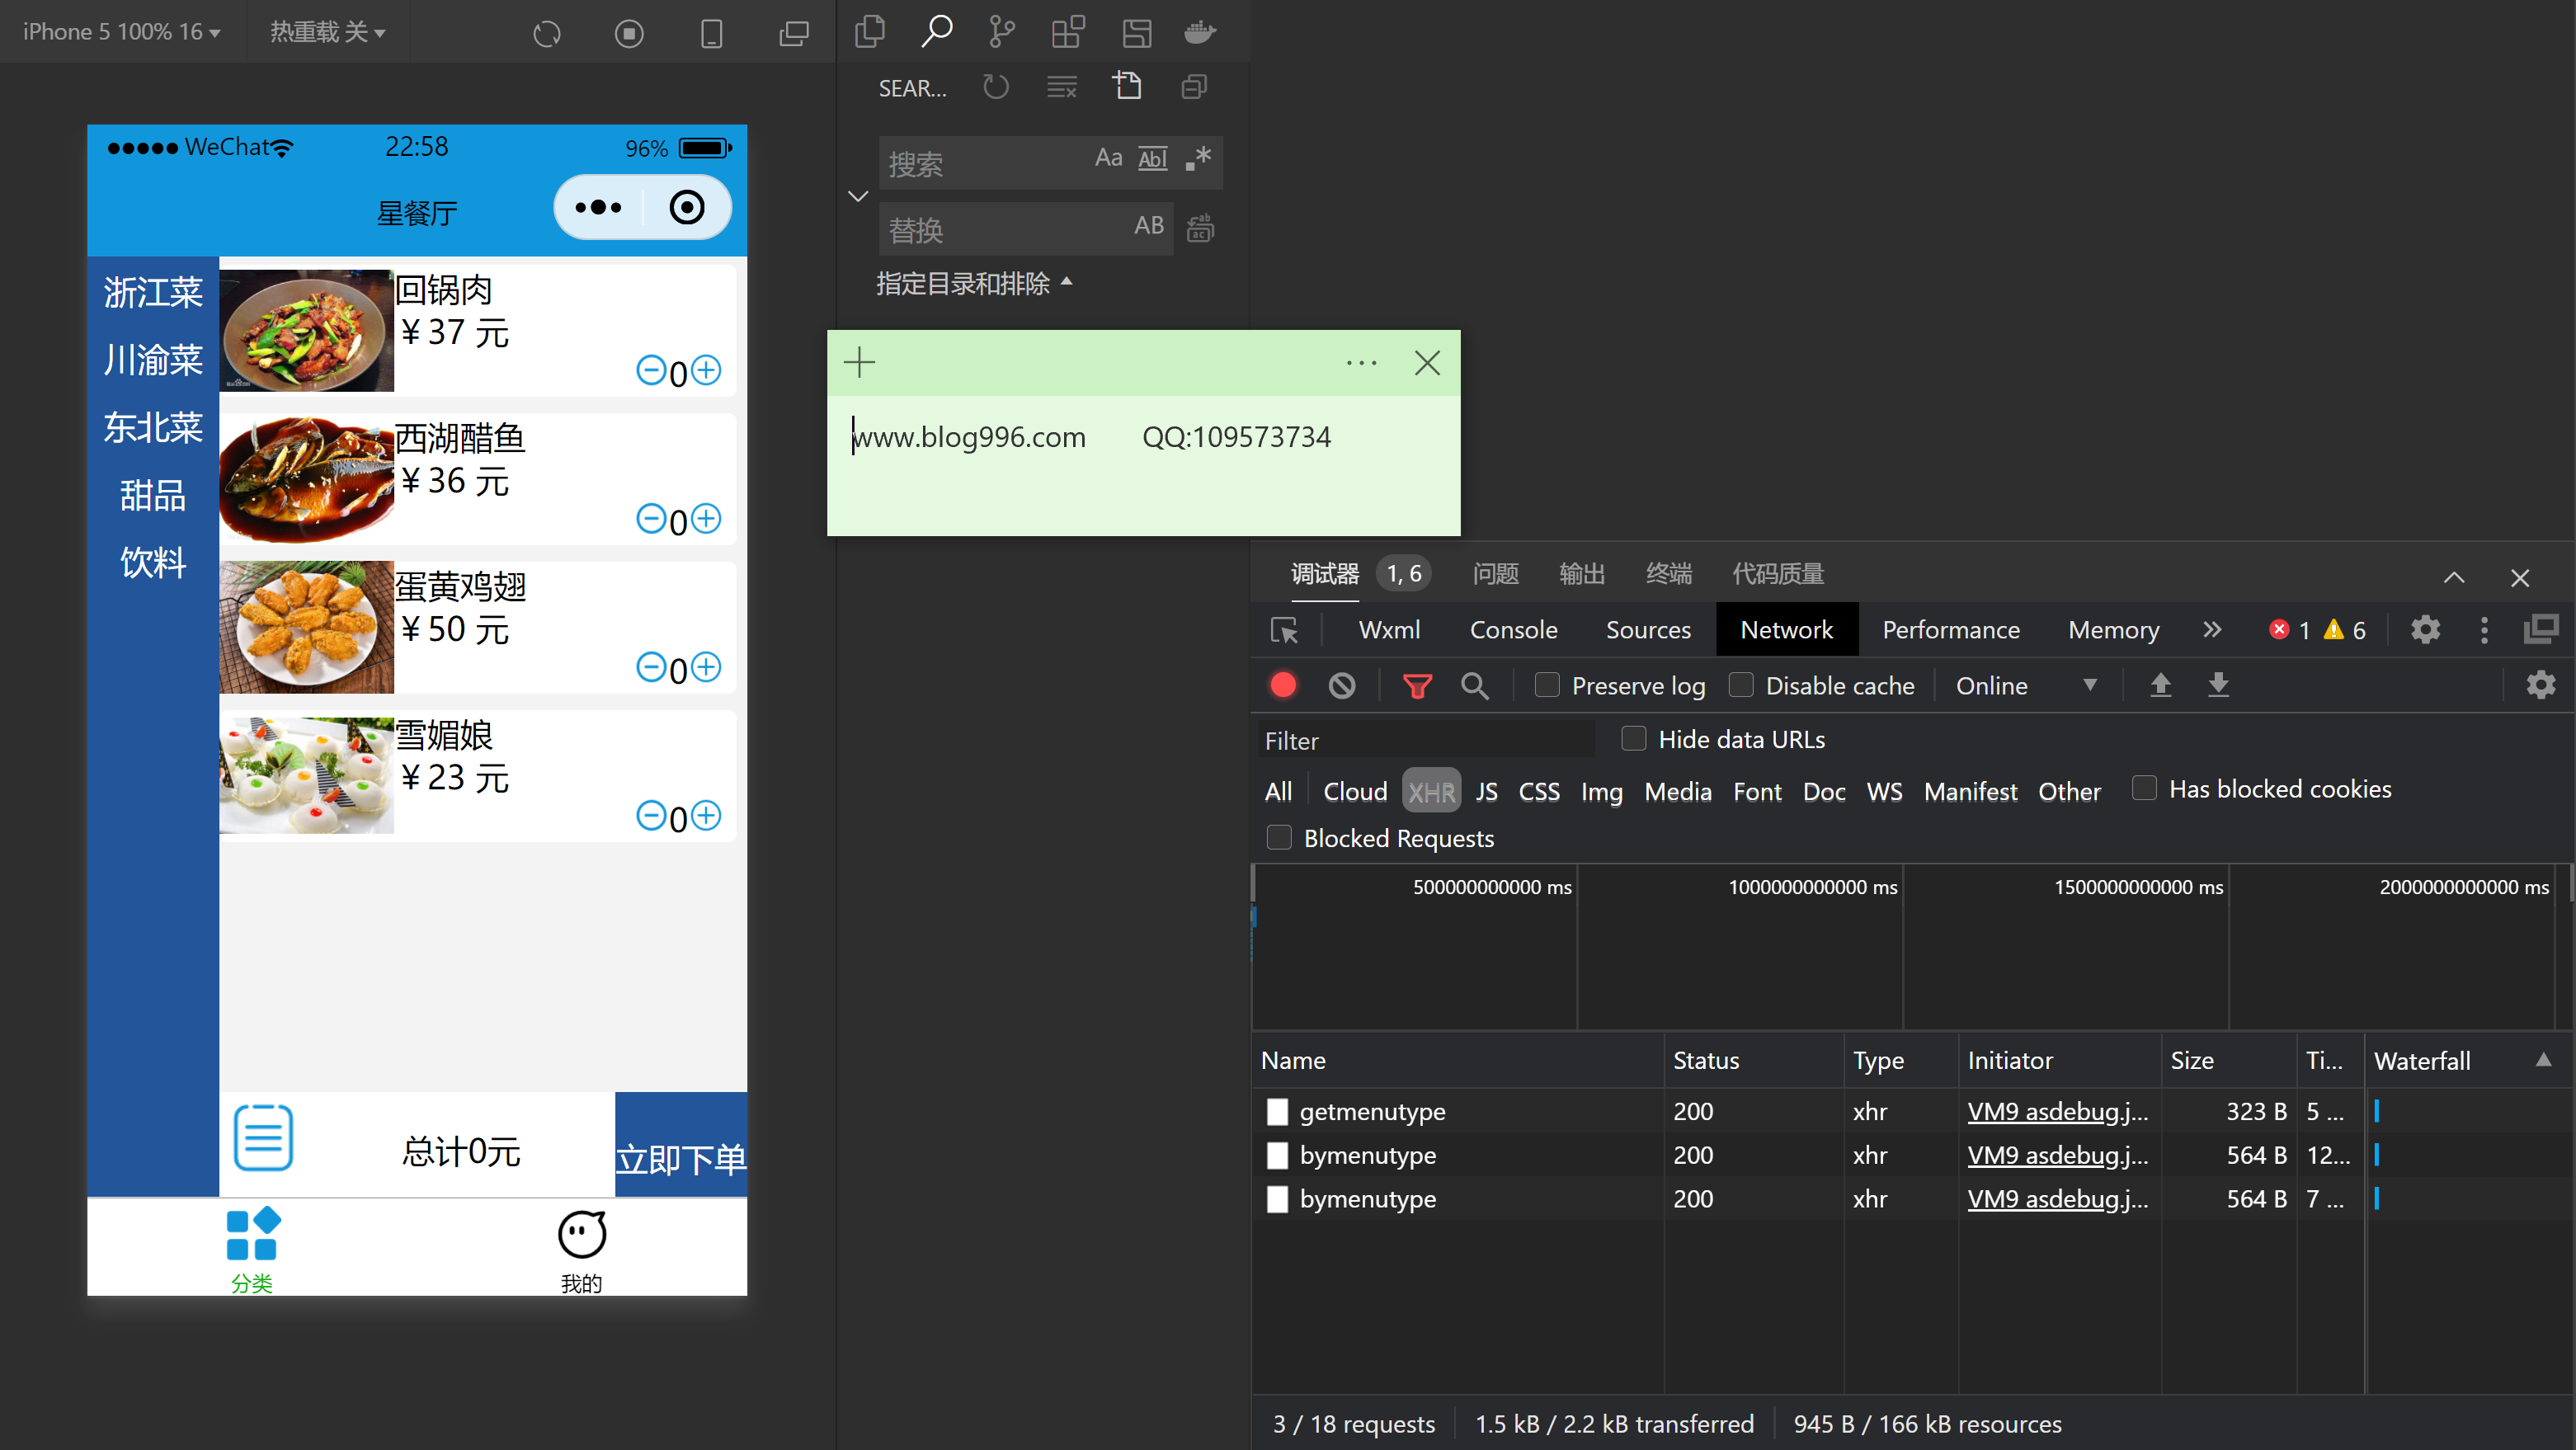 iPhone 5 100% 16
热重载 关
WeChat
22:58
96%
星餐厅
浙江菜
川渝菜
东北菜
甜品
饮料
回锅肉
￥37 元
0
西湖醋鱼
￥36 元
0
蛋黄鸡翅
￥50 元
0
雪媚娘
￥23 元
0
总计0元
立即下单
分类
我的
SEAR...
搜索
Aa Abl .*
替换
AB
指定目录和排除
www.blog996.com QQ:109573734
调试器 1, 6 问题 输出 终端 代码质量
Wxml Console Sources Network Performance Memory 1 6
Preserve log Disable cache Online
Filter Hide data URLs
All Cloud XHR JS CSS Img Media Font Doc WS Manifest Other Has blocked cookies
Blocked Requests
500000000000 ms 1000000000000 ms 1500000000000 ms 2000000000000 ms
Name Status Type Initiator Size Ti... Waterfall
getmenutype 200 xhr VM9 asdebug.j... 323 B 5 ...
bymenutype 200 xhr VM9 asdebug.j... 564 B 12...
bymenutype 200 xhr VM9 asdebug.j... 564 B 7 ...
3 / 18 requests 1.5 kB / 2.2 kB transferred 945 B / 166 kB resources